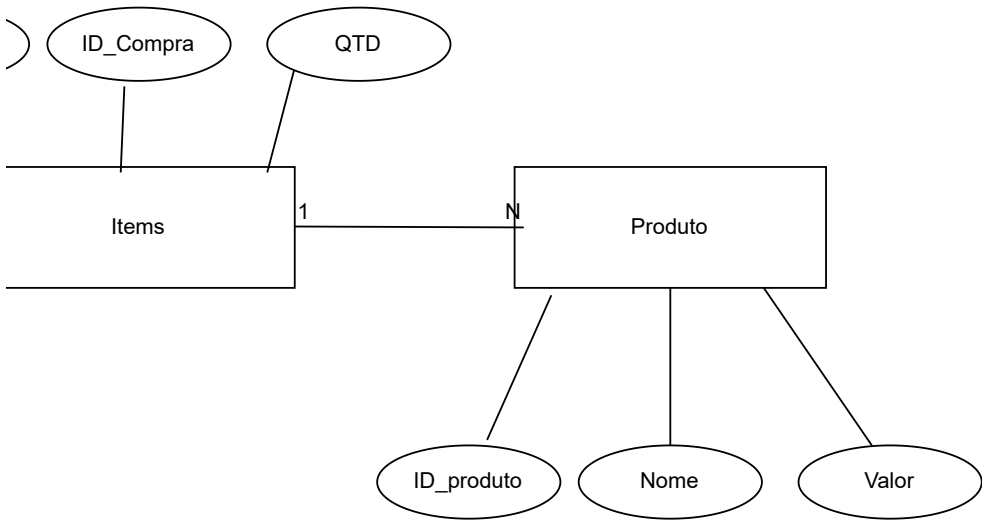 ID_Compra
QTD
Items
1
N
Produto
ID_produto
Nome
Valor